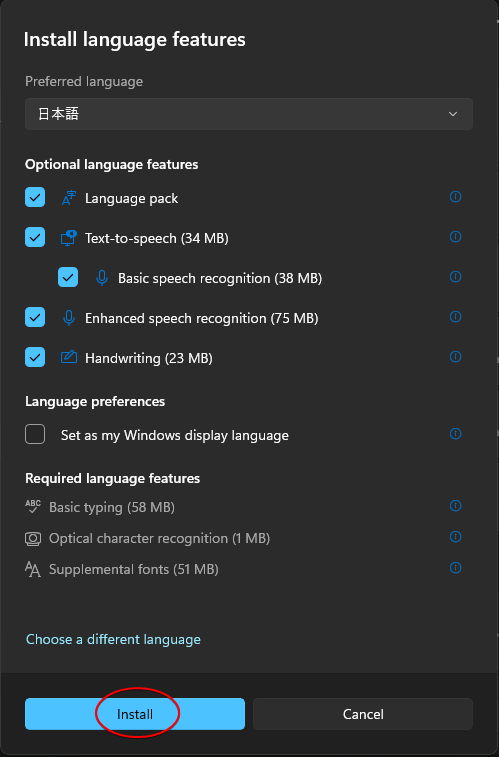 Install language features
Preferred language
日本語
Optional language features
Language pack
Text-to-speech (34 MB)
Basic speech recognition (38 MB)
Enhanced speech recognition (75 MB)
Handwriting (23 MB)
Language preferences
Set as my Windows display language
Required language features
ABC Basic typing (58 MB)
Optical character recognition (1 MB)
Supplemental fonts (51 MB)
Choose a different language
Install Cancel